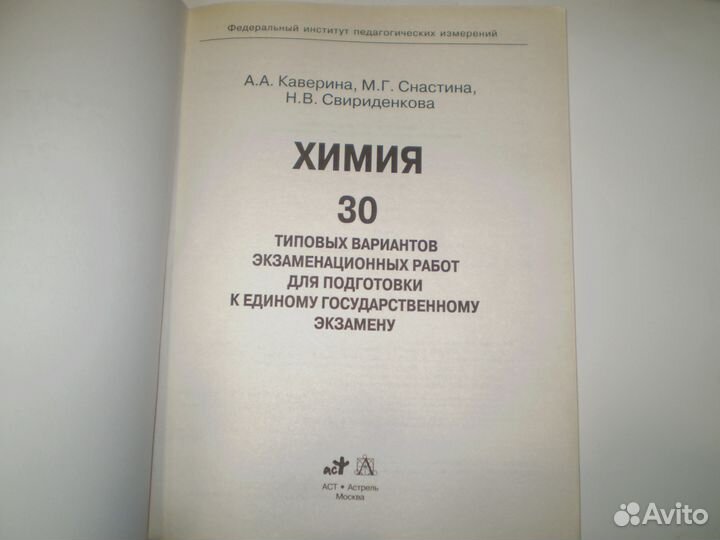 Федеральный институт педагогических измерений
А.А. Каверина, М.Г. Снастина,
Н.В. Свириденкова
ХИМИЯ
30
ТИПОВЫХ ВАРИАНТОВ
ЭКЗАМЕНАЦИОННЫХ РАБОТ
ДЛЯ ПОДГОТОВКИ
К ЕДИНОМУ ГОСУДАРСТВЕННОМУ
ЭКЗАМЕНУ
аст А
АСТ • Астрель
Москва
Avito